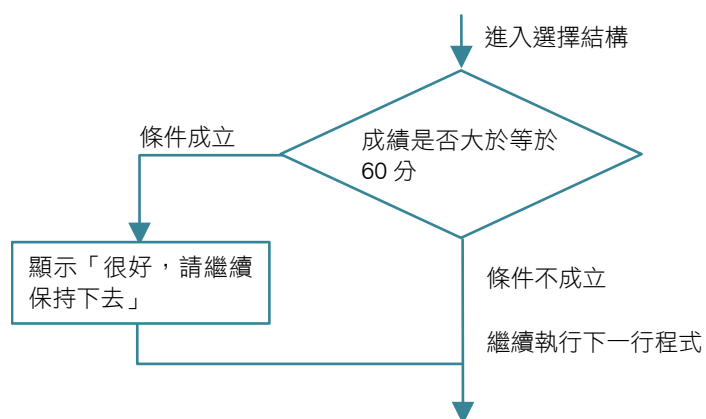 進入選擇結構
條件成立
成績是否大於等於
60 分
顯示「很好，請繼續
保持下去」
條件不成立
繼續執行下一行程式